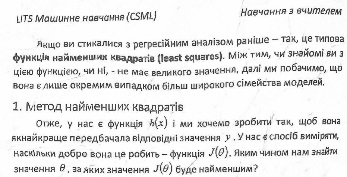 LITS Машинне навчання (CSML)
Навчання з вчителем
Якщо ви стикалися з регресійним аналізом раніше – так, це типова
функція найменших квадратів (least squares). Між тим, чи знайомі ви з
цією функцією, чи ні, - не має великого значення, далі ми побачимо, що
вона є лише окремим випадком більш широкого сімейства моделей.
1. Метод найменших квадратів
Отже, у нас є функція h(x) і ми хочемо зробити так, щоб вона
якнайкраще передбачала відповідні значення y. У нас є спосіб виміряти,
наскільки добре вона це робить – функція J(θ). Яким чином нам знайти
значення θ, за яких значення J(θ) буде найменшим?